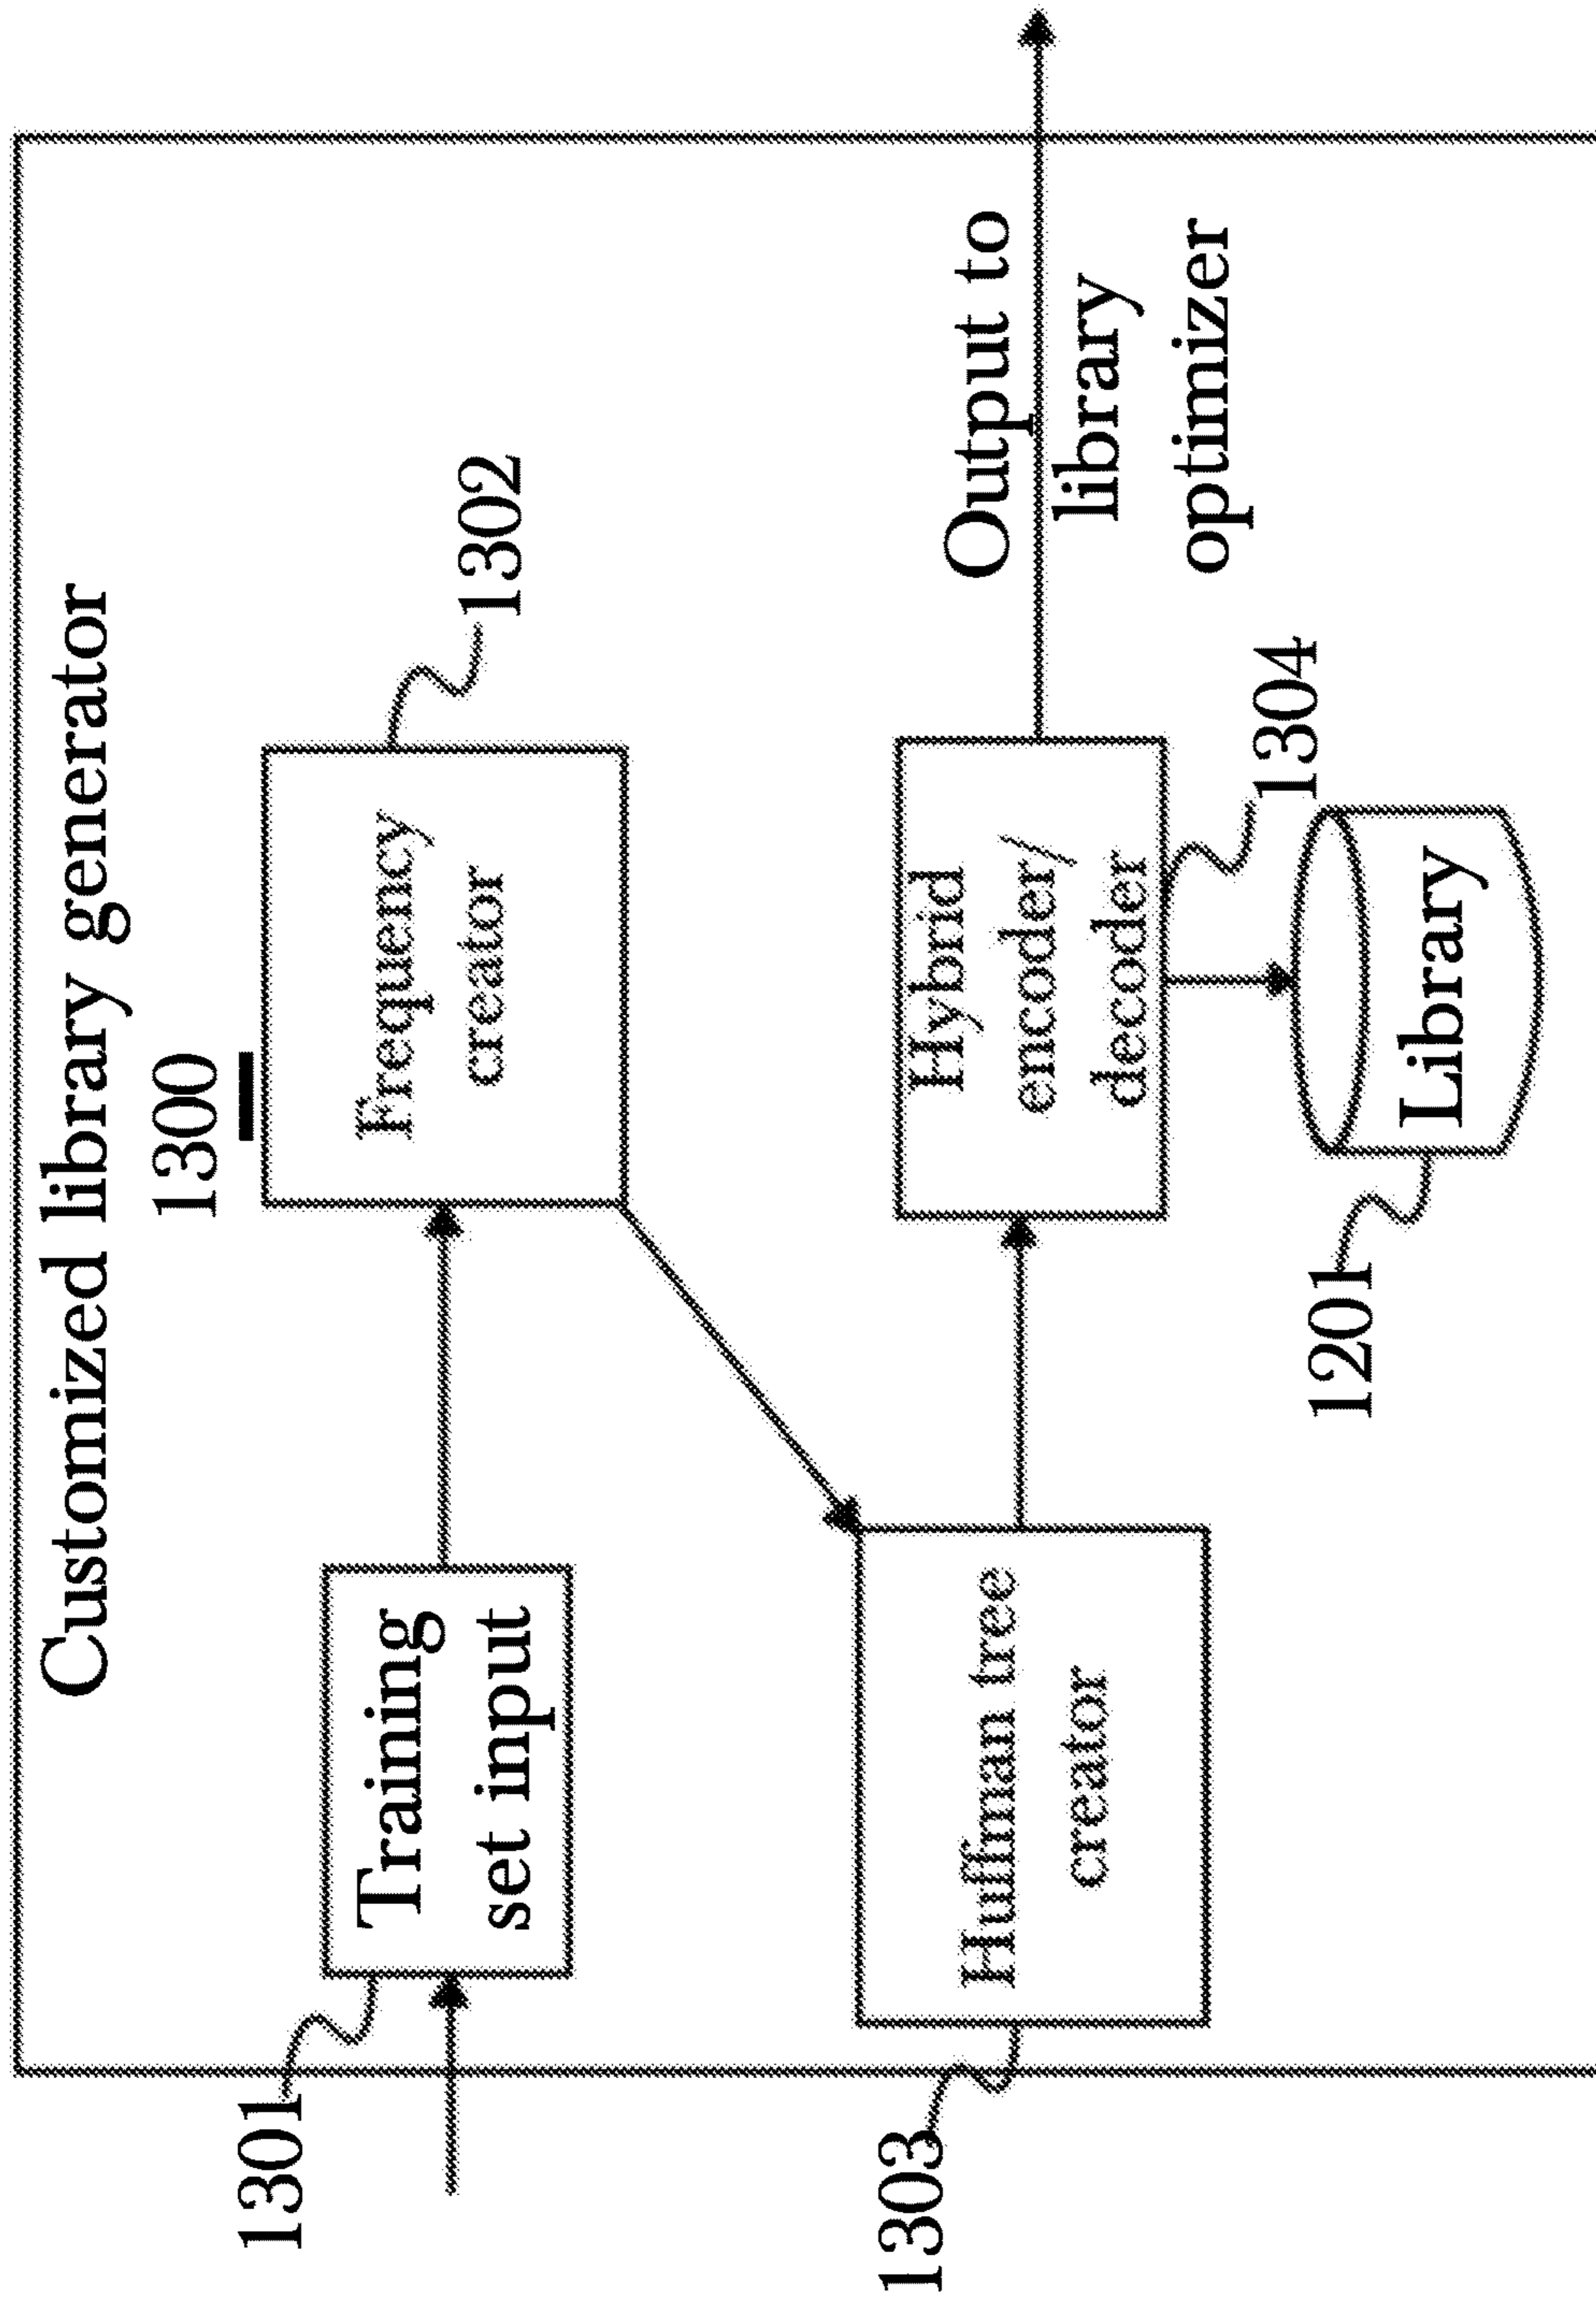 Customized library generator
1300
1301
Training
set input
Frequency
creator
1302
1303
Huffman tree
creator
Hybrid
encoder/
decoder
Output to
library
optimizer
1304
1201
Library